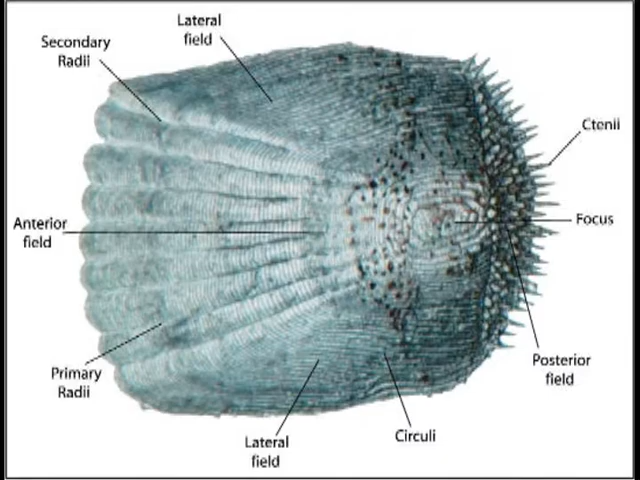 Lateral
field
Secondary
Radii
Ctenii
Anterior
field
Focus
Primary
Radii
Posterior
field
Lateral
field
Circuli